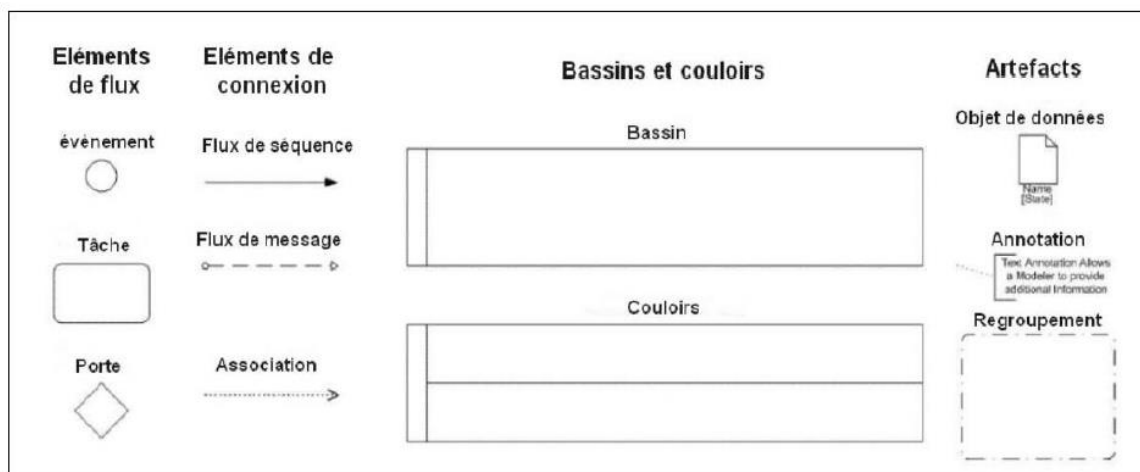 Eléments
de flux
évènement
Tâche
Porte
Eléments de
connexion
Flux de séquence
Flux de message
Association
Bassins et couloirs
Bassin
Couloirs
Artefacts
Objet de données
Name
[State]
Annotation
Text Annotation Allows
a Modeler to provide
additional Information
Regroupement